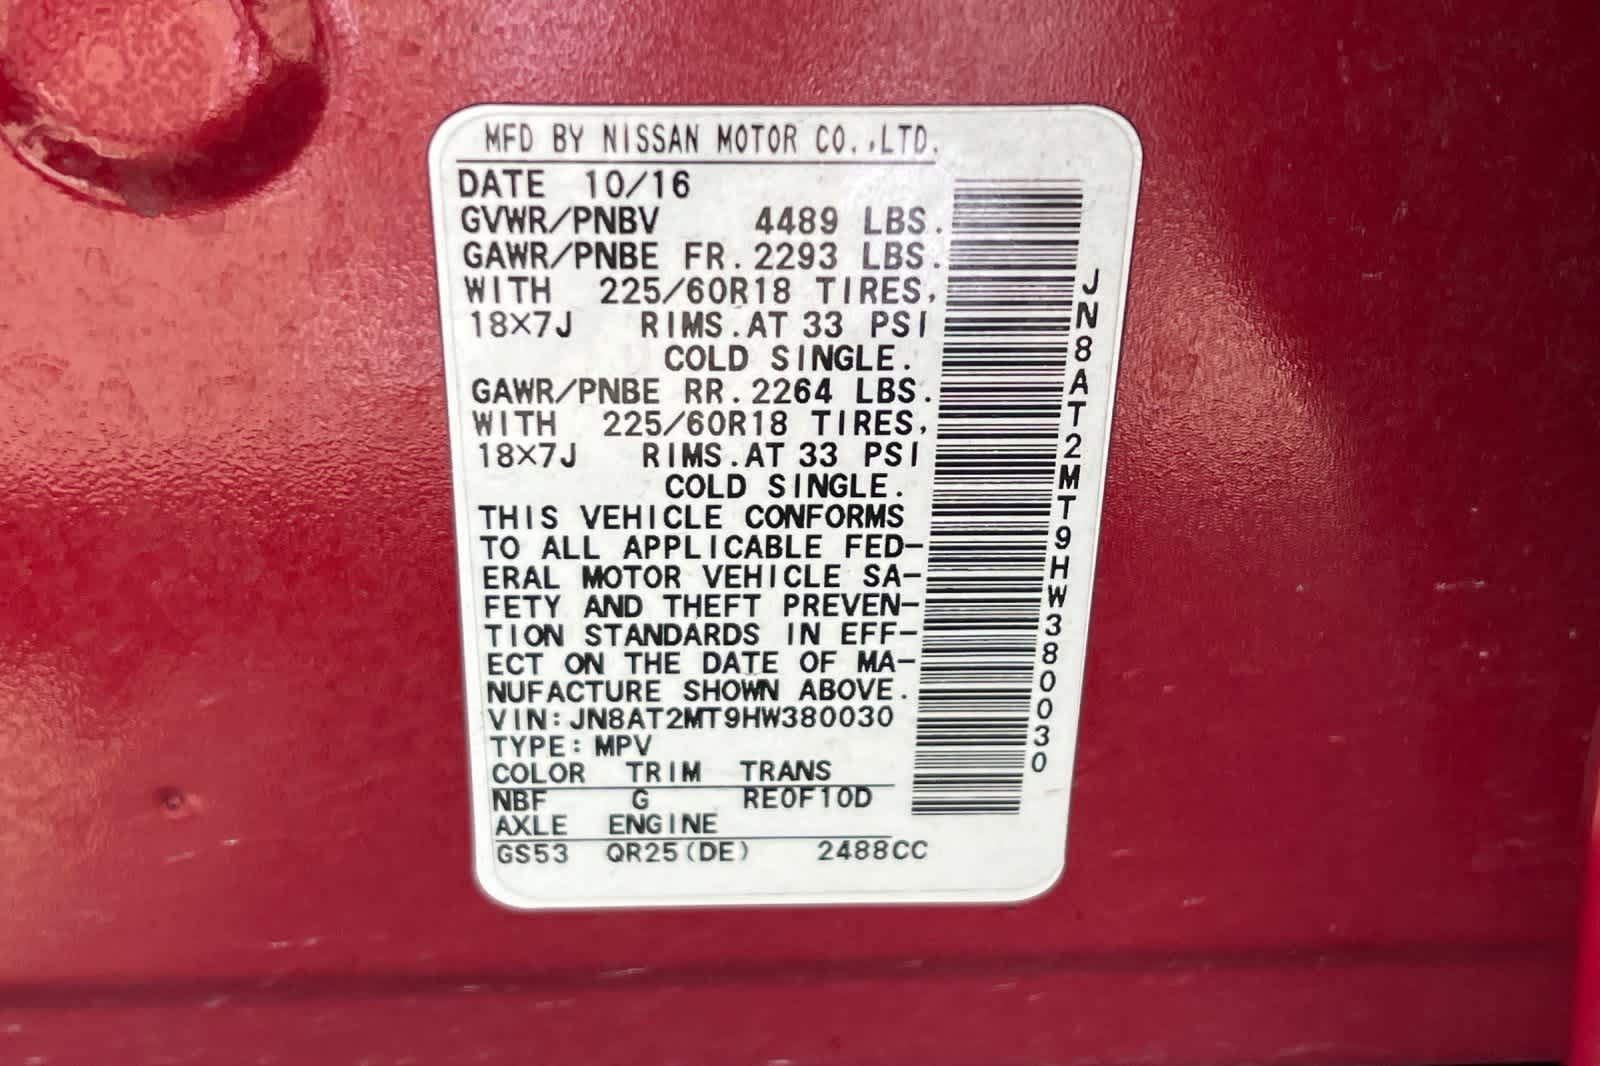 MFD BY NISSAN MOTOR CO.,LTD.
DATE 10/16
GVWR/PNBV 4489 LBS.
GAWR/PNBE FR.2293 LBS.
WITH 225/60R18 TIRES,
18×7J RIMS.AT 33 PSI
COLD SINGLE.
GAWR/PNBE RR.2264 LBS.
WITH 225/60R18 TIRES,
18×7J RIMS.AT 33 PSI
COLD SINGLE.
THIS VEHICLE CONFORMS
TO ALL APPLICABLE FED-
ERAL MOTOR VEHICLE SA-
FETY AND THEFT PREVEN-
TION STANDARDS IN EFF-
ECT ON THE DATE OF MA-
NUFACTURE SHOWN ABOVE.
VIN:JN8AT2MT9HW380030
TYPE:MPV
COLOR TRIM TRANS
NBF G RE0F10D
AXLE ENGINE
GS53 QR25(DE) 2488CC
JN8AT2MT9HW380030